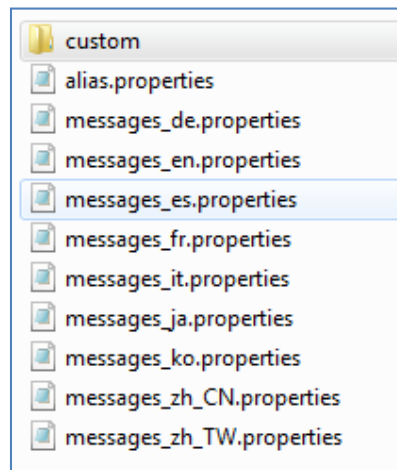 custom
alias.properties
messages_de.properties
messages_en.properties
messages_es.properties
messages_fr.properties
messages_it.properties
messages_ja.properties
messages_ko.properties
messages_zh_CN.properties
messages_zh_TW.properties